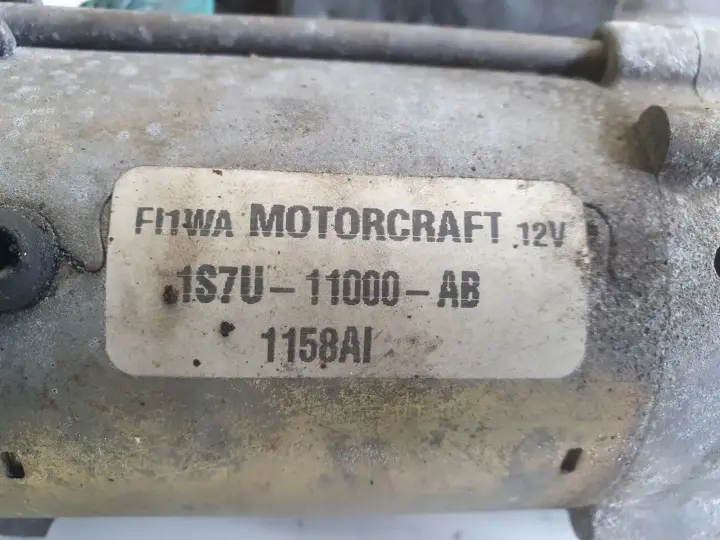 FI1WA MOTORCRAFT 12V
1S7U-11000-AB
1158AI